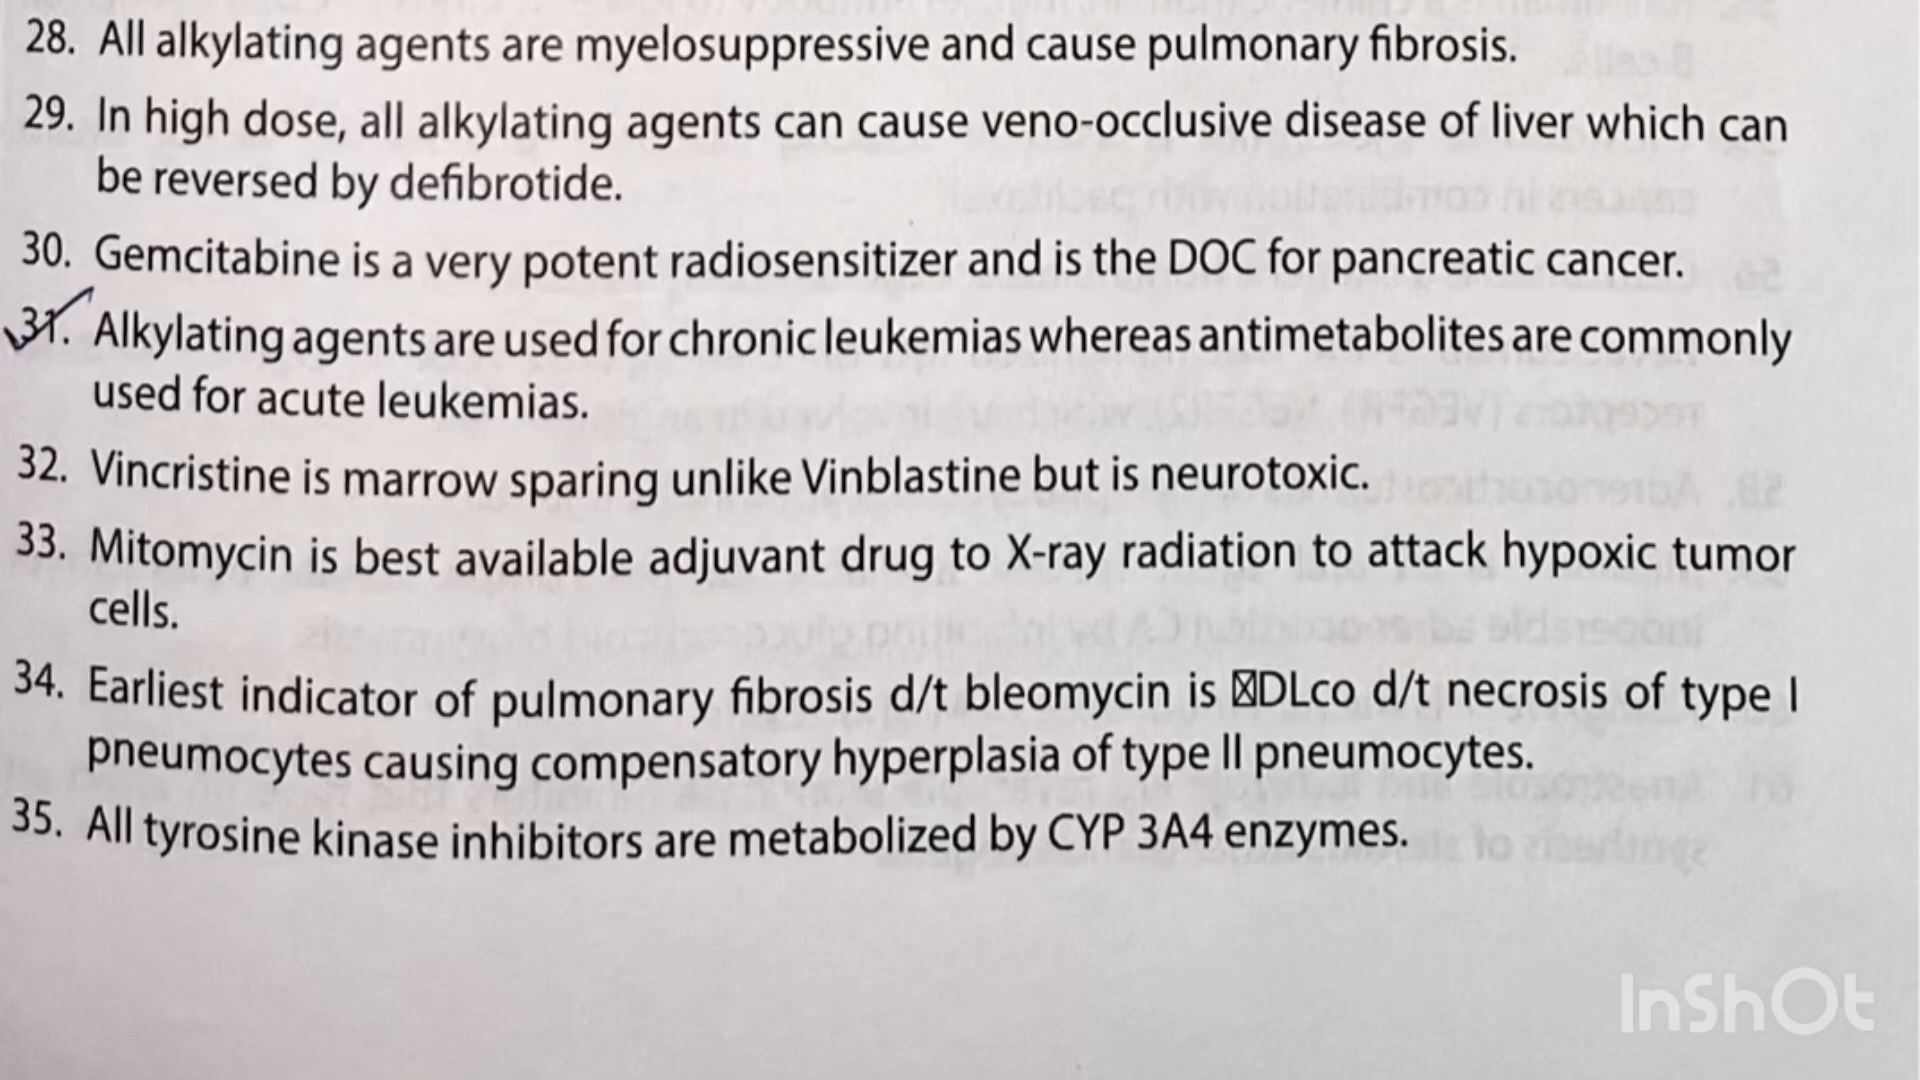 28. All alkylating agents are myelosuppressive and cause pulmonary fibrosis.
29. In high dose, all alkylating agents can cause veno-occlusive disease of liver which can
be reversed by defibrotide.
30. Gemcitabine is a very potent radiosensitizer and is the DOC for pancreatic cancer.
31. Alkylating agents are used for chronic leukemias whereas antimetabolites are commonly
used for acute leukemias.
32. Vincristine is marrow sparing unlike Vinblastine but is neurotoxic.
33. Mitomycin is best available adjuvant drug to X-ray radiation to attack hypoxic tumor
cells.
34. Earliest indicator of pulmonary fibrosis d/t bleomycin is ☒DLco d/t necrosis of type I
pneumocytes causing compensatory hyperplasia of type II pneumocytes.
35. All tyrosine kinase inhibitors are metabolized by CYP 3A4 enzymes.
InShOt